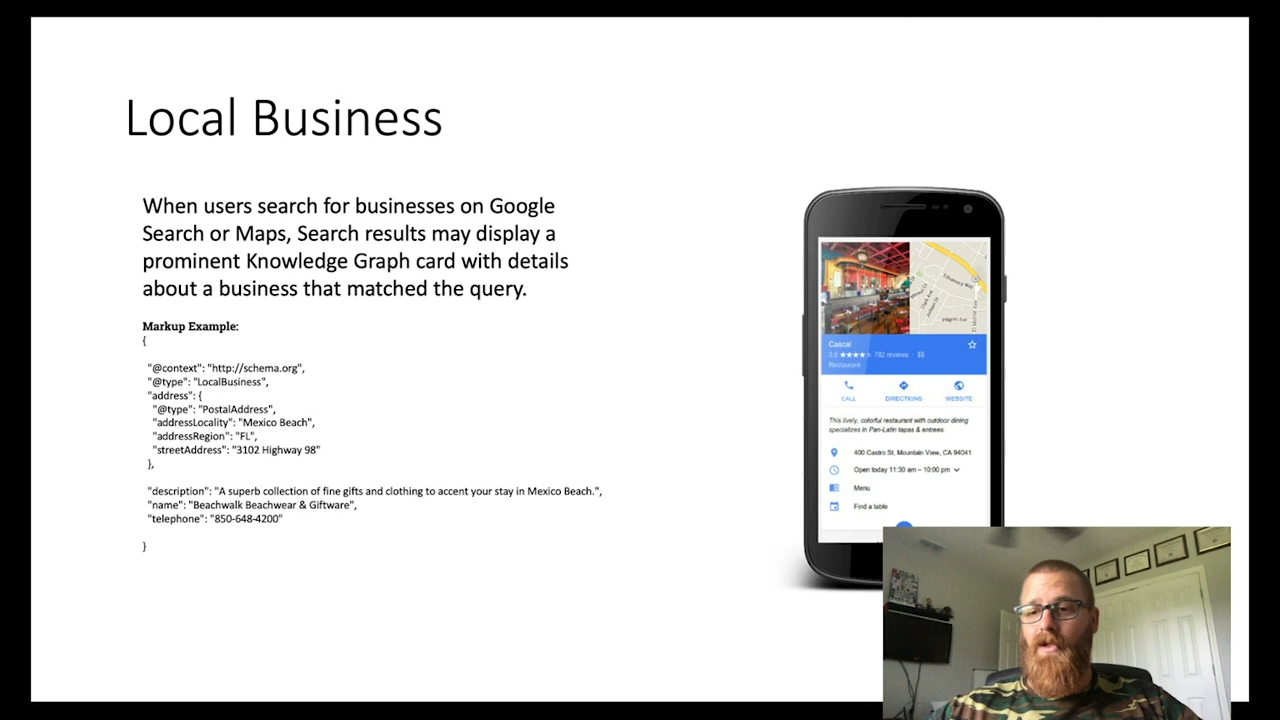 Local Business
When users search for businesses on Google
Search or Maps, Search results may display a
prominent Knowledge Graph card with details
about a business that matched the query.
Markup Example:
{
"@context": "http://schema.org",
"@type": "LocalBusiness",
"address": {
"@type": "PostalAddress",
"addressLocality": "Mexico Beach",
"addressRegion": "FL",
"streetAddress": "3102 Highway 98"
},
"description": "A superb collection of fine gifts and clothing to accent your stay in Mexico Beach.",
"name": "Beachwalk Beachwear & Giftware",
"telephone": "850-648-4200"
}
Cascal
3.9 ★★★★★ 782 reviews · $$
Restaurant
CALL DIRECTIONS WEBSITE
This lively, colorful restaurant with outdoor dining
specializes in Pan-Latin tapas & entrees.
400 Castro St, Mountain View, CA 94041
Open today 11:30 am – 10:00 pm
Menu
Find a table